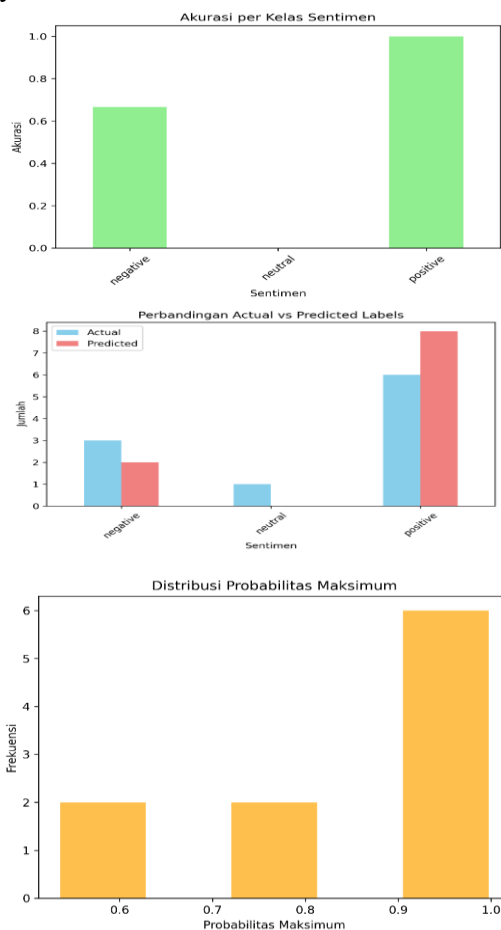 Akurasi per Kelas Sentimen
1.0
0.8
0.6
0.4
0.2
0.0
Akurasi
negative
neutral
positive
Sentimen
Perbandingan Actual vs Predicted Labels
Actual
Predicted
8
7
6
5
4
3
2
1
0
Jumlah
negative
neutral
positive
Sentimen
Distribusi Probabilitas Maksimum
6
5
4
3
2
1
0
Frekuensi
0.6 0.7 0.8 0.9 1.0
Probabilitas Maksimum